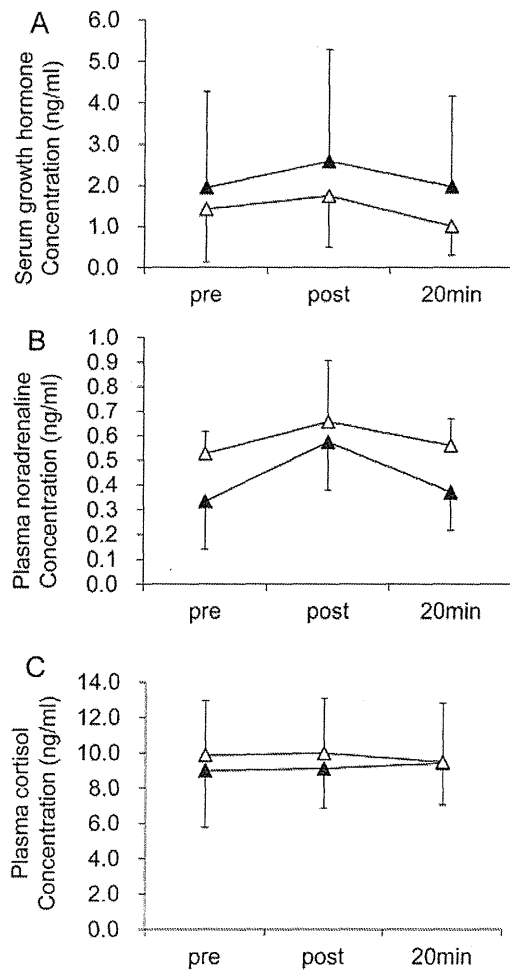 A
Serum growth hormone
Concentration (ng/ml)
6.0
5.0
4.0
3.0
2.0
1.0
0.0
pre
post
20min
B
Plasma noradrenaline
Concentration (ng/ml)
1.0
0.9
0.8
0.7
0.6
0.5
0.4
0.3
0.2
0.1
0.0
pre
post
20min
C
Plasma cortisol
Concentration (ng/ml)
14.0
12.0
10.0
8.0
6.0
4.0
2.0
0.0
pre
post
20min